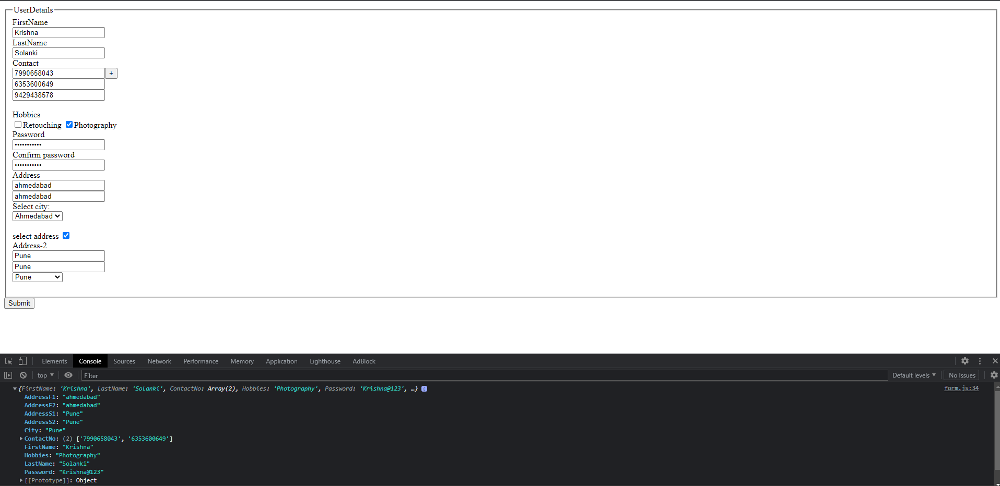 UserDetails
FirstName
Krishna
LastName
Solanki
Contact
7990658043 +
6353600649
9429438578
Hobbies
Retouching Photography
Password
•••••••••••
Confirm password
•••••••••••
Address
ahmedabad
ahmedabad
Select city:
Ahmedabad
select address
Address-2
Pune
Pune
Pune
Submit
Elements Console Sources Network Performance Memory Application Lighthouse AdBlock
top Filter Default levels No Issues
{FirstName: 'Krishna', LastName: 'Solanki', ContactNo: Array(2), Hobbies: 'Photography', Password: 'Krishna@123', …} i form.js:34
AddressF1: "ahmedabad"
AddressF2: "ahmedabad"
AddressS1: "Pune"
AddressS2: "Pune"
City: "Pune"
ContactNo: (2) ['7990658043', '6353600649']
FirstName: "Krishna"
Hobbies: "Photography"
LastName: "Solanki"
Password: "Krishna@123"
[[Prototype]]: Object